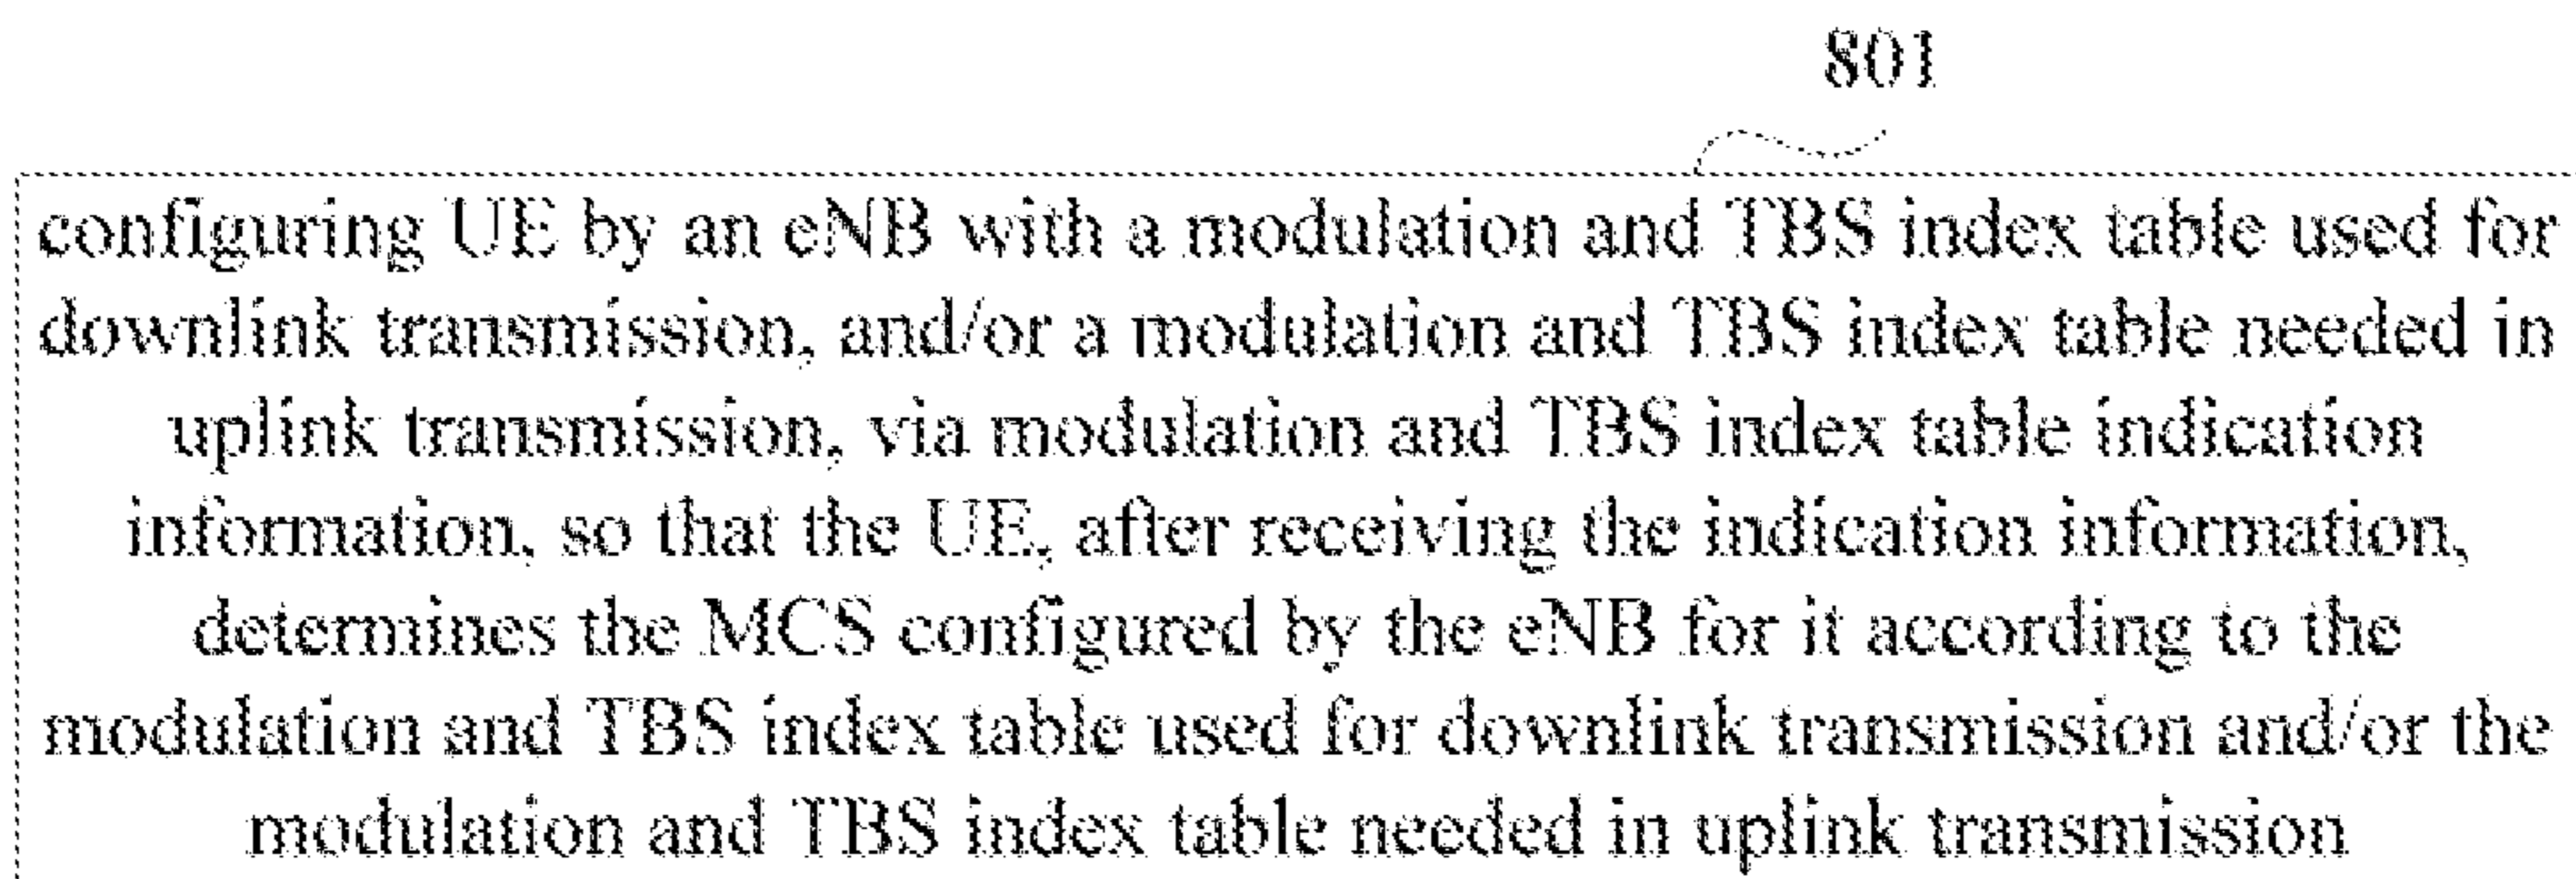 801
configuring UE by an eNB with a modulation and TBS index table used for
downlink transmission, and/or a modulation and TBS index table needed in
uplink transmission, via modulation and TBS index table indication
information, so that the UE, after receiving the indication information,
determines the MCS configured by the eNB for it according to the
modulation and TBS index table used for downlink transmission and/or the
modulation and TBS index table needed in uplink transmission